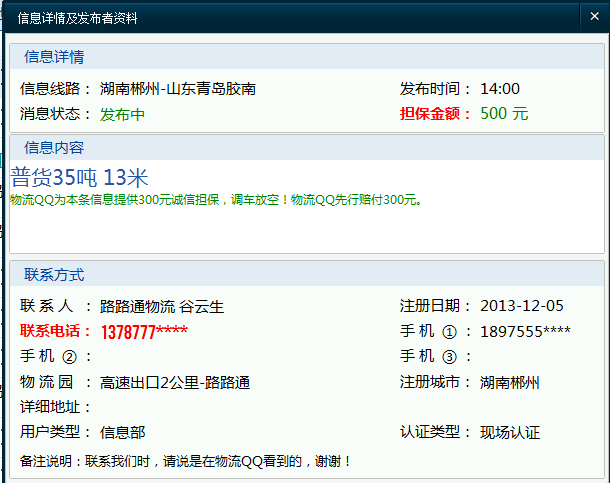 信息详情及发布者资料
信息详情
信息线路： 湖南郴州-山东青岛胶南 发布时间： 14:00
消息状态： 发布中 担保金额： 500 元
信息内容
普货35吨 13米
物流QQ为本条信息提供300元诚信担保，调车放空！物流QQ先行赔付300元。
联系方式
联 系 人 ： 路路通物流 谷云生 注册日期： 2013-12-05
联系电话： 1378777**** 手 机 ① ： 1897555****
手 机 ② ： 手 机 ③ ：
物 流 园 ： 高速出口2公里-路路通 注册城市： 湖南郴州
详细地址：
用户类型： 信息部 认证类型： 现场认证
备注说明：联系我们时，请说是在物流QQ看到的，谢谢！